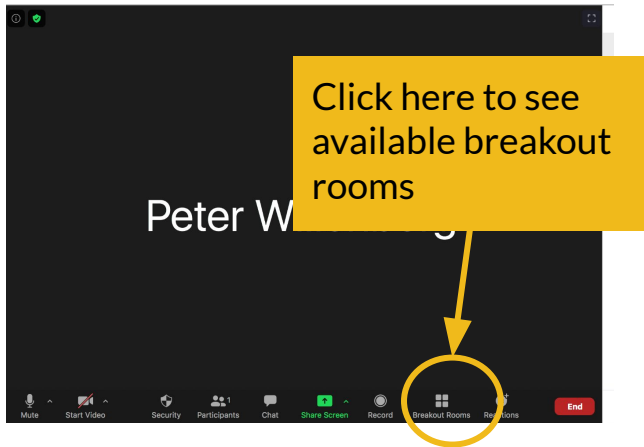 Click here to see
available breakout
rooms
Peter
1
Mute
Start Video
Security
Participants
Chat
Share Screen
Record
Breakout Rooms
Reactions
End